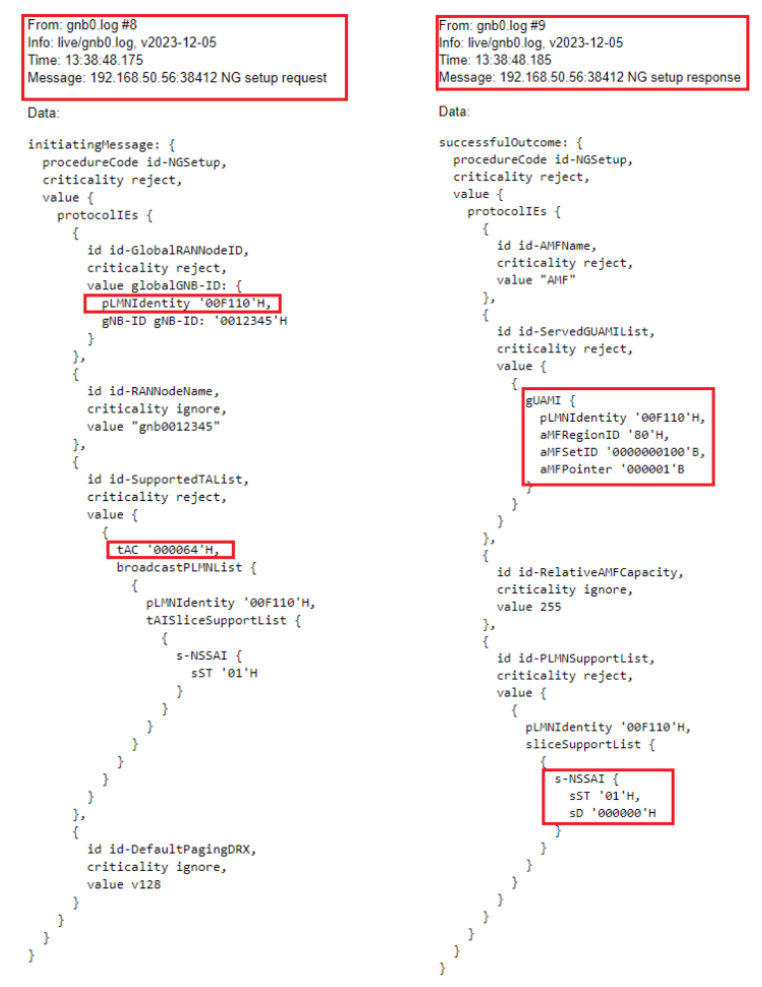 From: gnb0.log #8
Info: live/gnb0.log, v2023-12-05
Time: 13:38:48.175
Message: 192.168.50.56:38412 NG setup request
Data:
initiatingMessage: {
procedureCode id-NGSetup,
criticality reject,
value {
protocolIEs {
{
id id-GlobalRANNodeID,
criticality reject,
value globalGNB-ID: {
pLMNIdentity '00F110'H,
gNB-ID gNB-ID: '0012345'H
}
},
{
id id-RANNodeName,
criticality ignore,
value "gnb0012345"
},
{
id id-SupportedTAList,
criticality reject,
value {
{
tAC '000064'H,
broadcastPLMNList {
{
pLMNIdentity '00F110'H,
tAISliceSupportList {
{
s-NSSAI {
sST '01'H
}
}
}
}
}
}
}
},
{
id id-DefaultPagingDRX,
criticality ignore,
value v128
}
}
}
}
From: gnb0.log #9
Info: live/gnb0.log, v2023-12-05
Time: 13:38:48.185
Message: 192.168.50.56:38412 NG setup response
Data:
successfulOutcome: {
procedureCode id-NGSetup,
criticality reject,
value {
protocolIEs {
{
id id-AMFName,
criticality reject,
value "AMF"
},
{
id id-ServedGUAMIList,
criticality reject,
value {
{
gUAMI {
pLMNIdentity '00F110'H,
aMFRegionID '80'H,
aMFSetID '0000000100'B,
aMFPointer '000001'B
}
}
}
},
{
id id-RelativeAMFCapacity,
criticality ignore,
value 255
},
{
id id-PLMNSupportList,
criticality reject,
value {
{
pLMNIdentity '00F110'H,
sliceSupportList {
{
s-NSSAI {
sST '01'H,
sD '000000'H
}
}
}
}
}
}
}
}
}